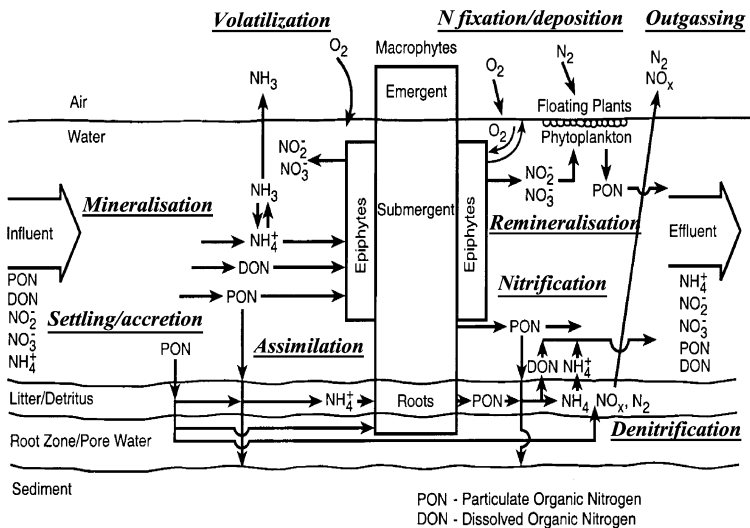 Volatilization
N fixation/deposition
Outgassing
O2
Macrophytes
N2
N2
NOx
NH3
O2
Emergent
Floating Plants
Air
Water
O2
Phytoplankton
NO2-
NO3-
NH3
NO2-
NO3-
PON
Mineralisation
Submergent
Epiphytes
Epiphytes
Remineralisation
Influent
NH4+
Effluent
DON
PON
DON
NO2-
NO3-
NH4+
PON
Nitrification
NH4+
NO2-
NO3-
PON
DON
Settling/accretion
PON
Assimilation
PON
DON
NH4+
Litter/Detritus
NH4+
Roots
PON
NH4
NOx, N2
Denitrification
Root Zone/Pore Water
Sediment
PON - Particulate Organic Nitrogen
DON - Dissolved Organic Nitrogen